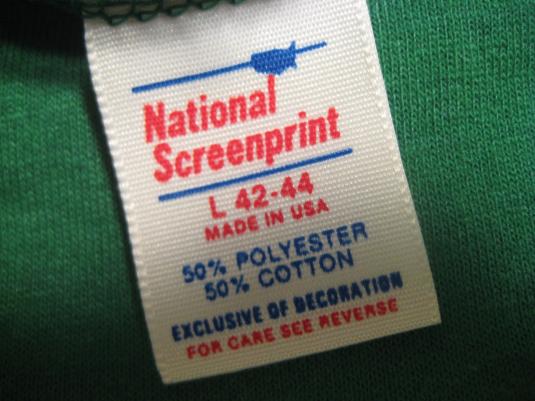 National
Screenprint
L 42-44
MADE IN USA
50% POLYESTER
50% COTTON
EXCLUSIVE OF DECORATION
FOR CARE SEE REVERSE